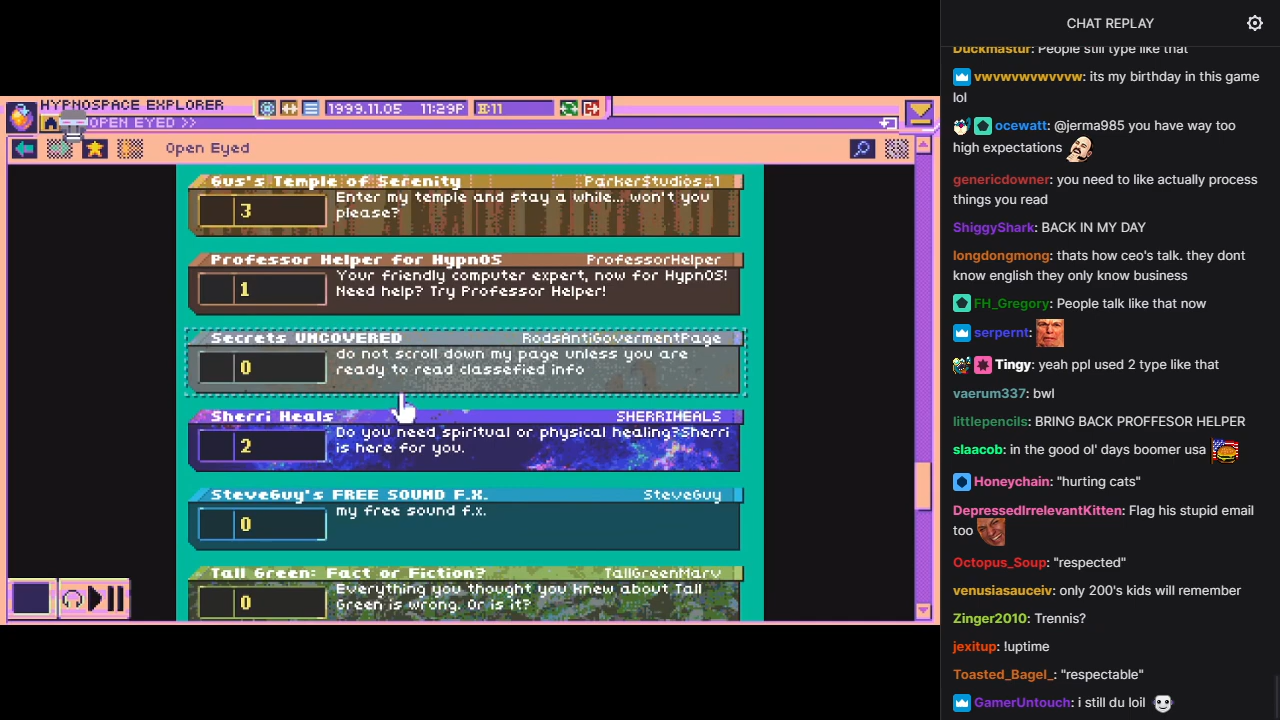 HYPNOSPACE EXPLORER
1999.11.05 11:29P
:11
OPEN EYED >>
Open Eyed
Gus's Temple of Serenity ParkerStudios_1
3
Enter my temple and stay a while... won't you
please?
Professor Helper for HypnOS ProfessorHelper
1
Your friendly computer expert, now for HypnOS!
Need help? Try Professor Helper!
Secrets UNCOVERED RodsAntiGovermentPage
0
do not scroll down my page unless you are
ready to read classefied info
Sherri Heals SHERRIHEALS
2
Do you need spiritual or physical healing?Sherri
is here for you.
SteveGuy's FREE SOUND F.X. SteveGuy
0
my free sound f.x.
Tall Green: Fact or Fiction? TallGreenMarv
0
Everything you thought you knew about Tall
Green is wrong. Or is it?
CHAT REPLAY
Duckmastur: People still type like that
vwvwvwvwvvvw: its my birthday in this game
lol
ocewatt: @jerma985 you have way too
high expectations
genericdowner: you need to like actually process
things you read
ShiggyShark: BACK IN MY DAY
longdongmong: thats how ceo's talk. they dont
know english they only know business
FH_Gregory: People talk like that now
serpernt:
Tingy: yeah ppl used 2 type like that
vaerum337: bwl
littlepencils: BRING BACK PROFFESOR HELPER
slaacob: in the good ol' days boomer usa
Honeychain: "hurting cats"
DepressedIrrelevantKitten: Flag his stupid email
too
Octopus_Soup: "respected"
venusiasauceiv: only 200's kids will remember
Zinger2010: Trennis?
jexitup: !uptime
Toasted_Bagel_: "respectable"
GamerUntouch: i still du loil